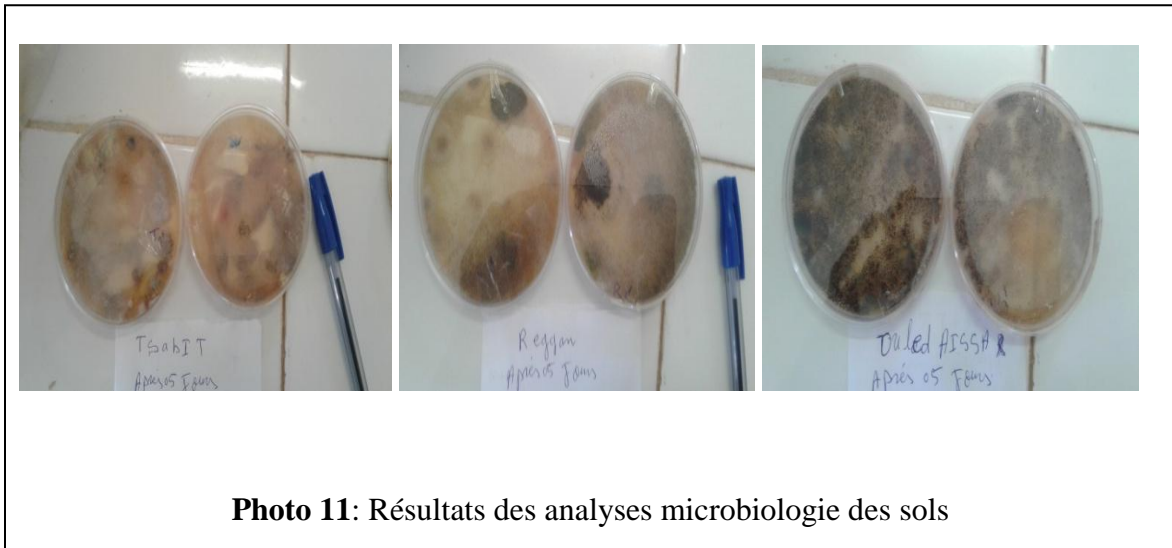 TSabIT
Après 05 Jours
Reggan
Après 05 Jours
Ouled AISSA
Après 05 Jours
Photo 11: Résultats des analyses microbiologie des sols